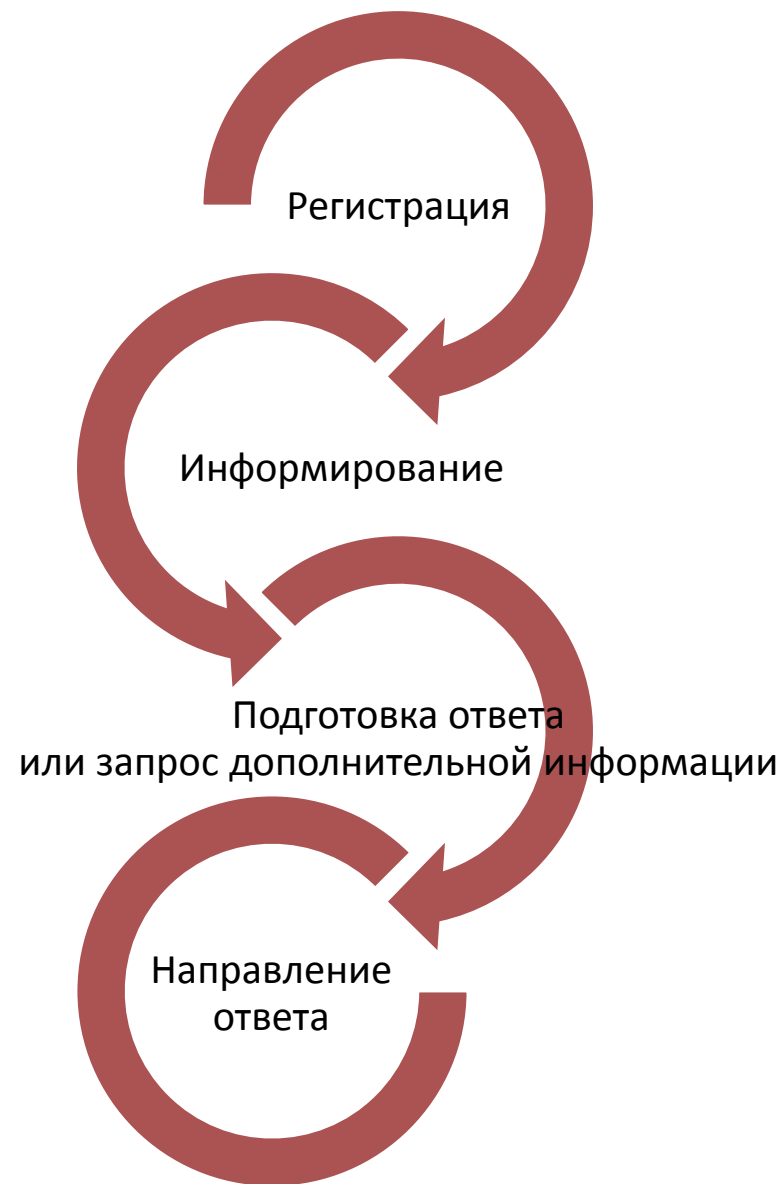 Регистрация
Информирование
Подготовка ответа
или запрос дополнительной информации
Направление
ответа